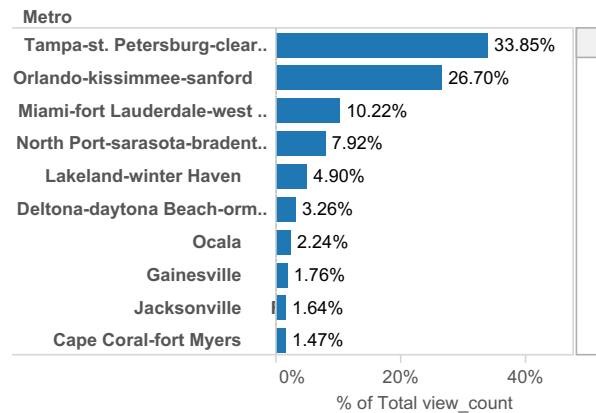 Metro
Tampa-st. Petersburg-clear.. 33.85%
Orlando-kissimmee-sanford 26.70%
Miami-fort Lauderdale-west .. 10.22%
North Port-sarasota-bradent.. 7.92%
Lakeland-winter Haven 4.90%
Deltona-daytona Beach-orm.. 3.26%
Ocala 2.24%
Gainesville 1.76%
Jacksonville 1.64%
Cape Coral-fort Myers 1.47%
0% 20% 40%
% of Total view_count